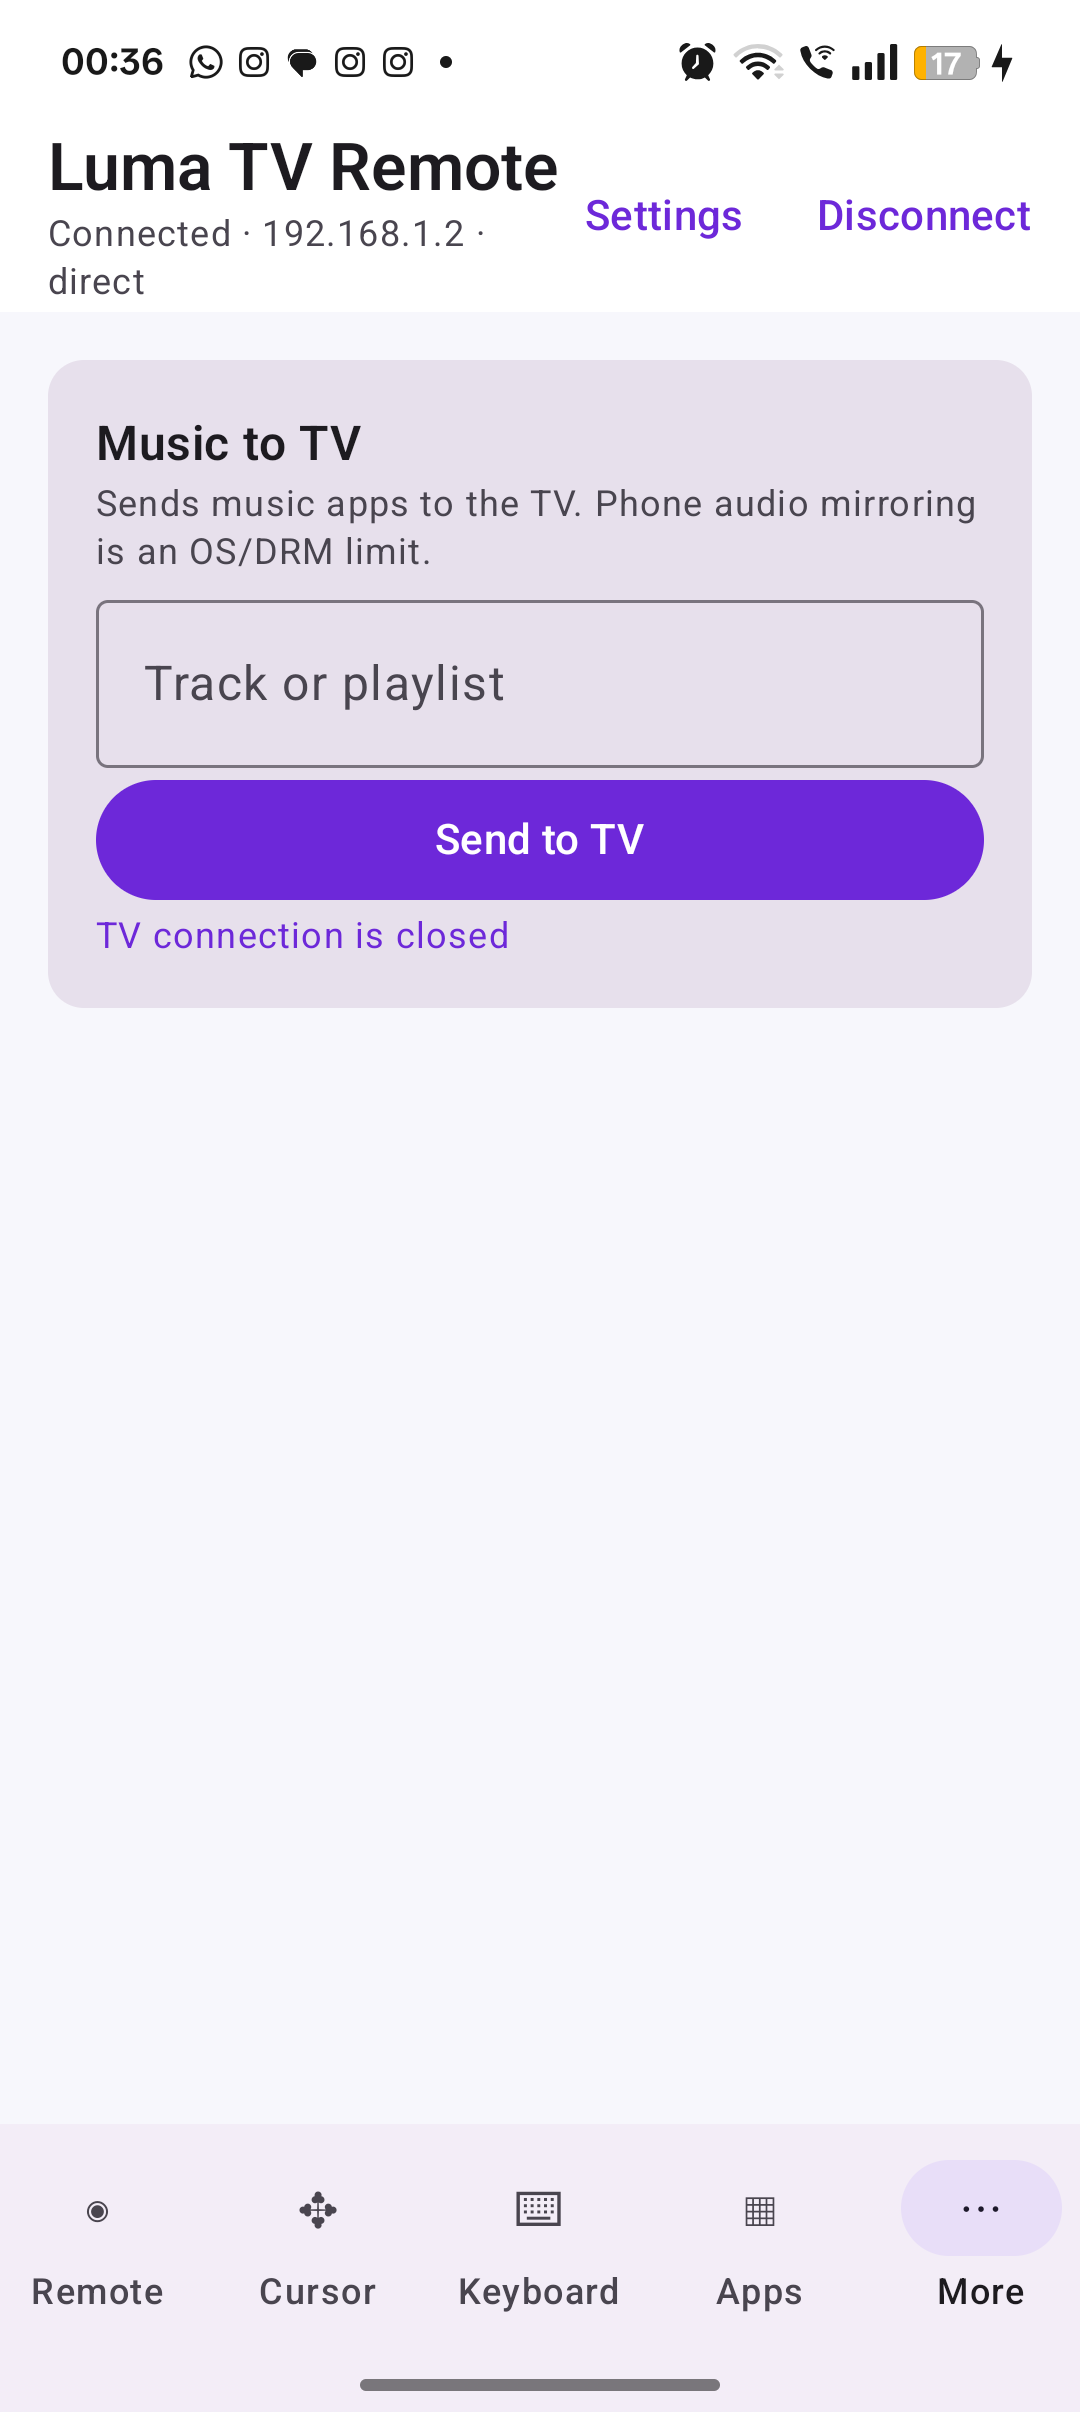 00:36
17
Luma TV Remote
Connected · 192.168.1.2 ·
direct
Settings
Disconnect
Music to TV
Sends music apps to the TV. Phone audio mirroring
is an OS/DRM limit.
Track or playlist
Send to TV
TV connection is closed
Remote
Cursor
Keyboard
Apps
More